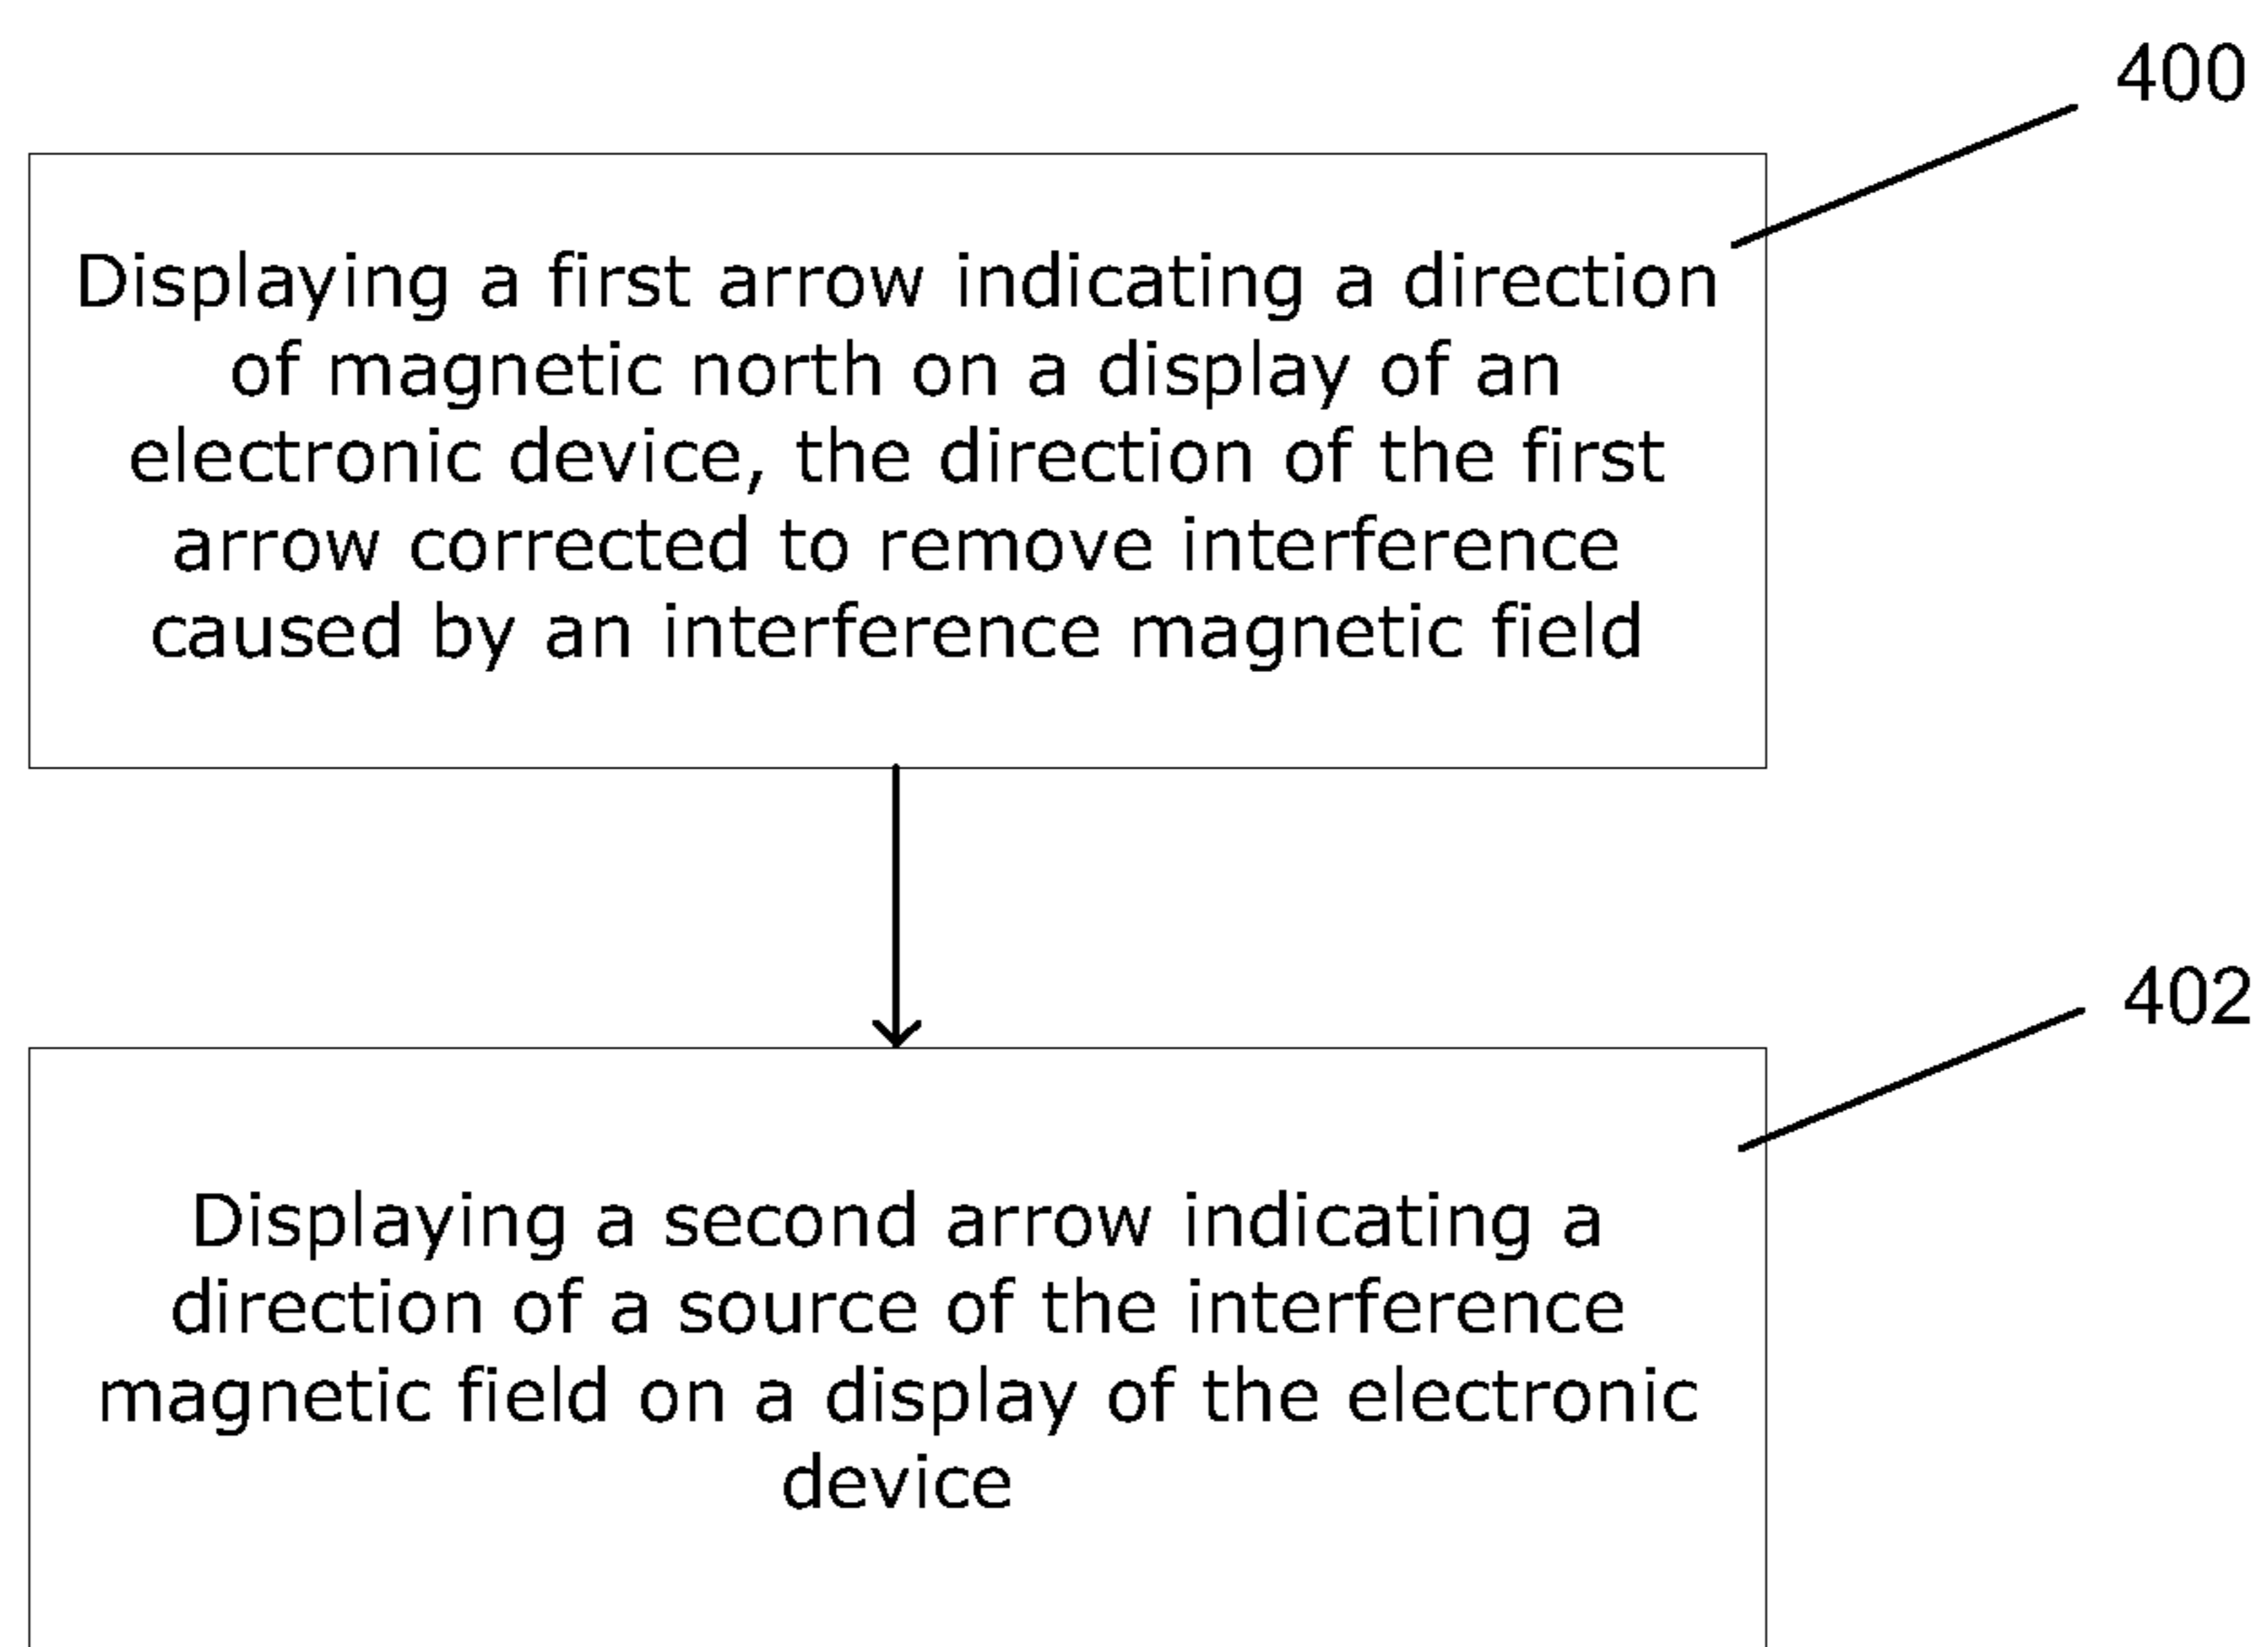 400
Displaying a first arrow indicating a direction
of magnetic north on a display of an
electronic device, the direction of the first
arrow corrected to remove interference
caused by an interference magnetic field
402
Displaying a second arrow indicating a
direction of a source of the interference
magnetic field on a display of the electronic
device